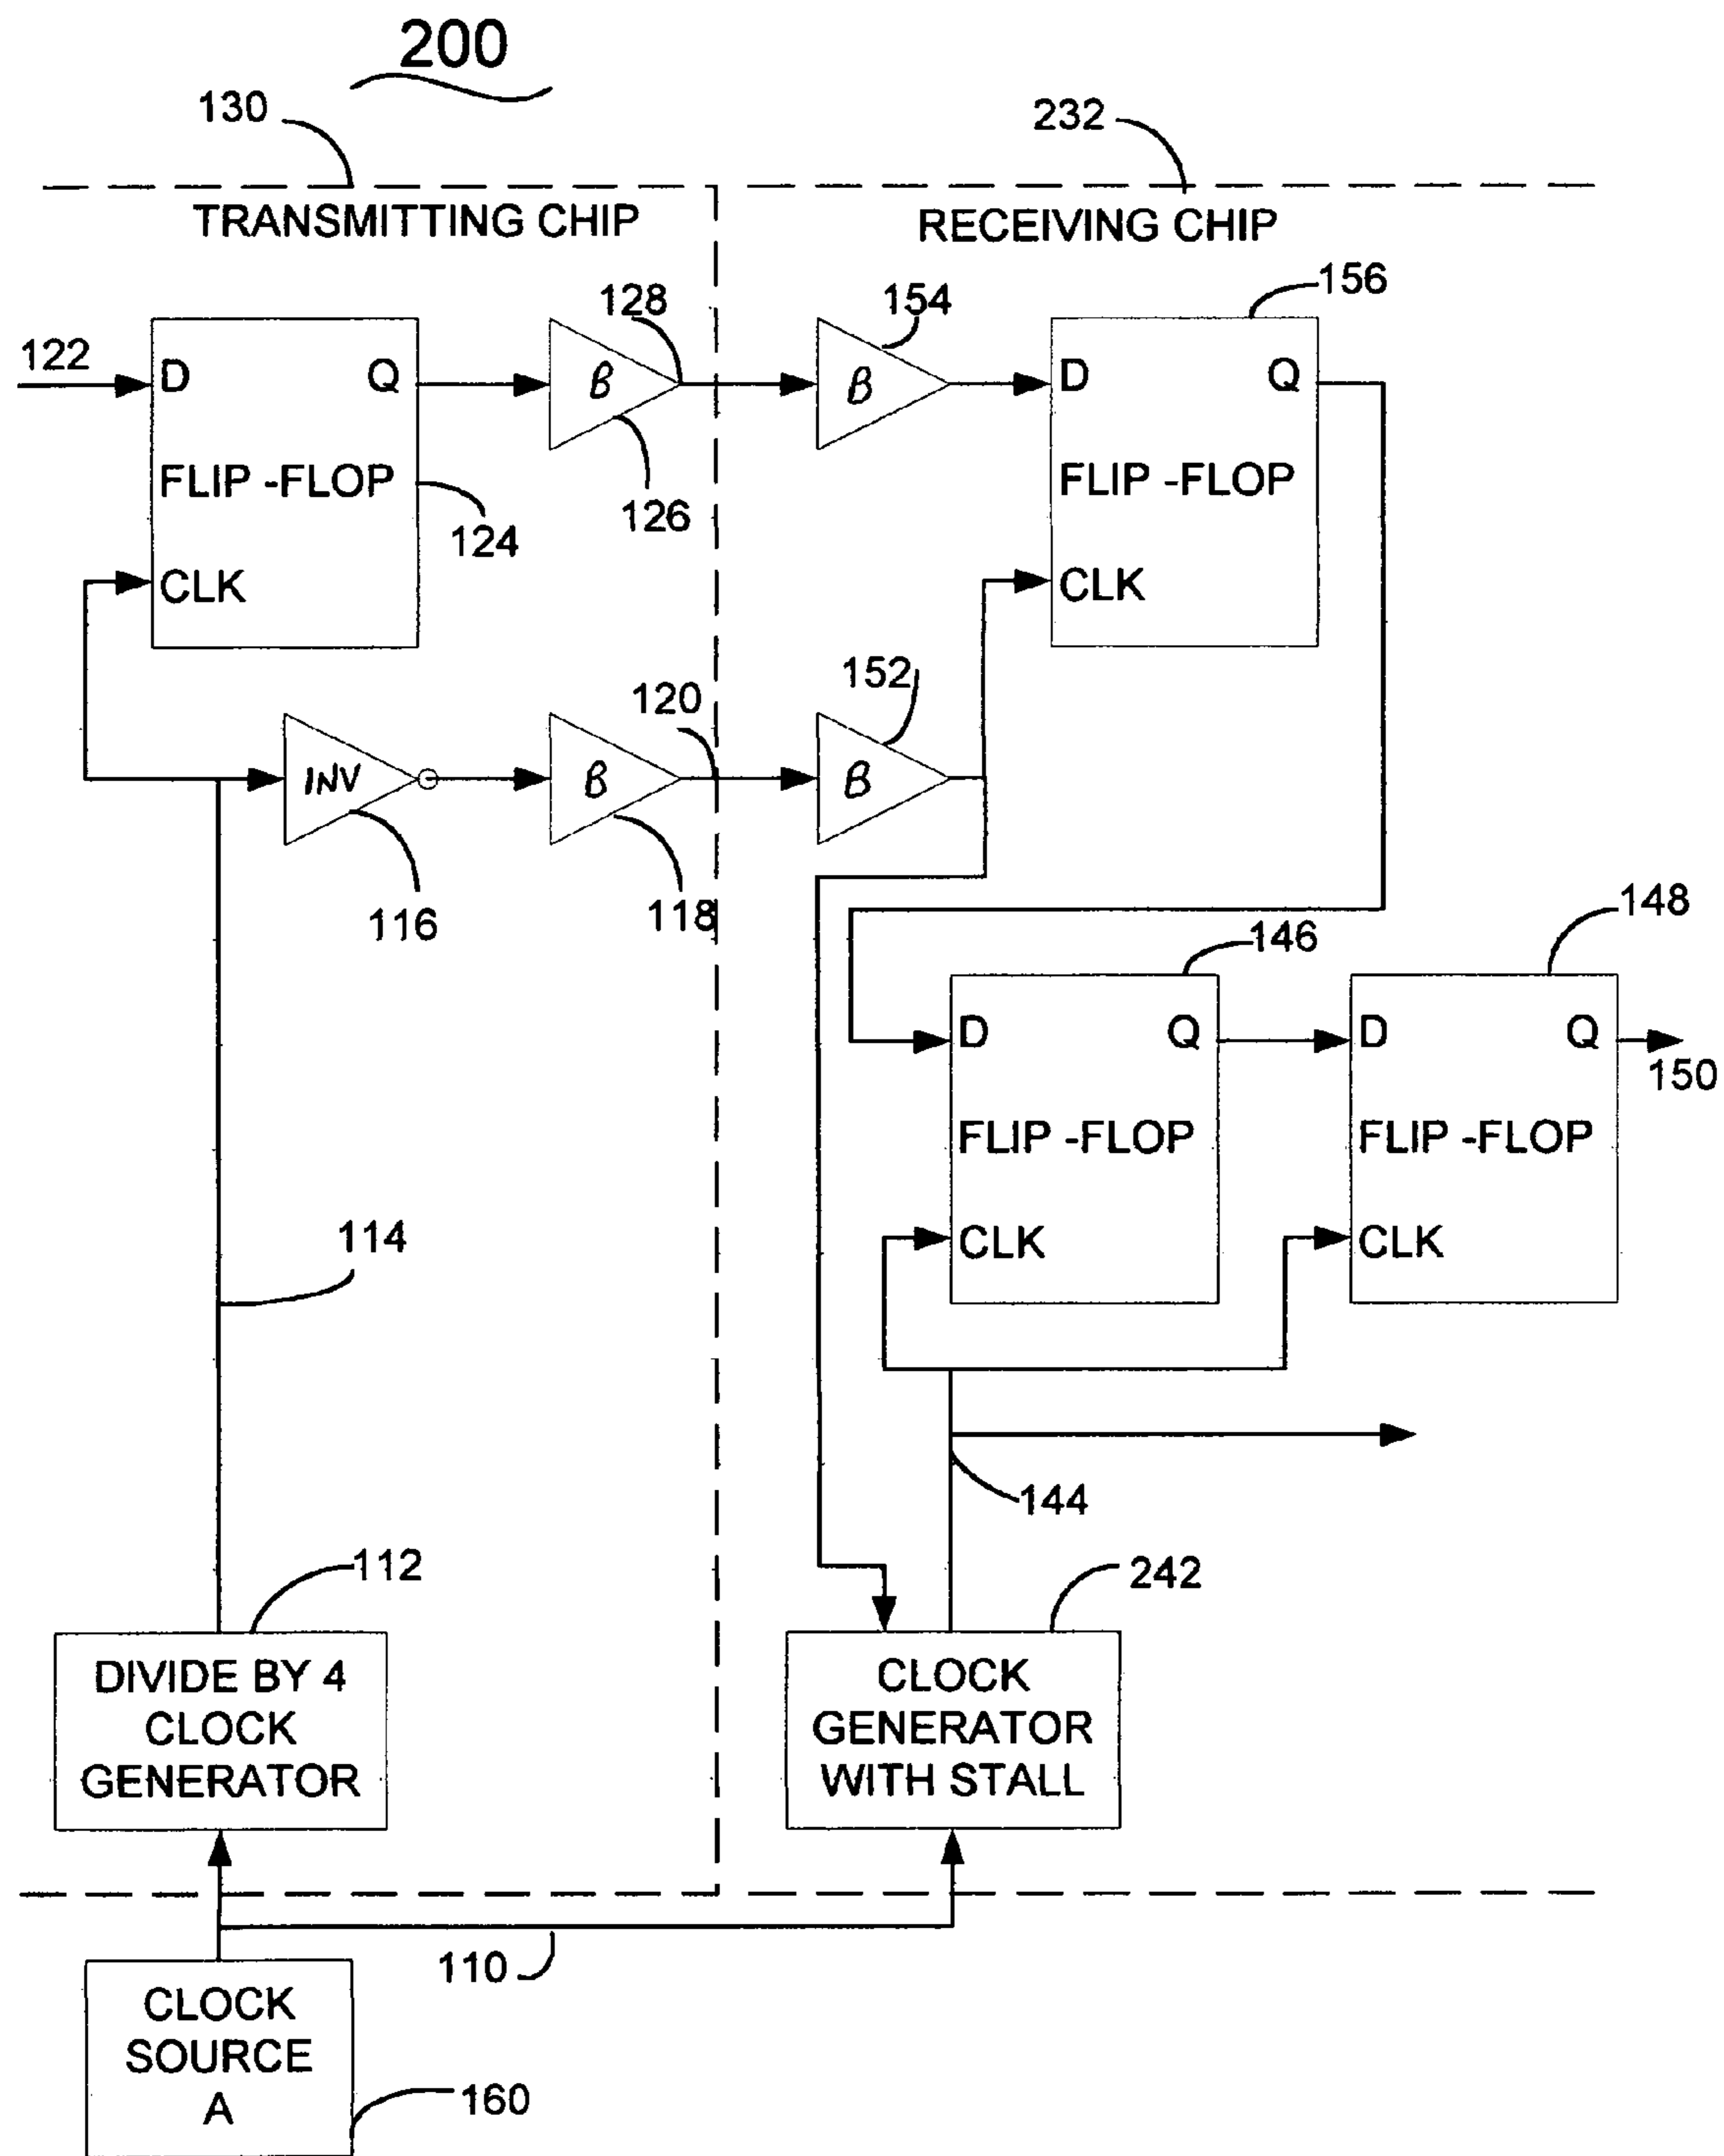 200
130
232
TRANSMITTING CHIP
RECEIVING CHIP
122
D
Q
FLIP -FLOP
CLK
124
B
128
126
B
154
D
Q
FLIP -FLOP
CLK
156
INV
116
B
120
118
B
152
146
148
D
Q
FLIP -FLOP
CLK
D
Q
FLIP -FLOP
CLK
150
114
144
112
242
DIVIDE BY 4
CLOCK
GENERATOR
CLOCK
GENERATOR
WITH STALL
110
CLOCK
SOURCE
A
160